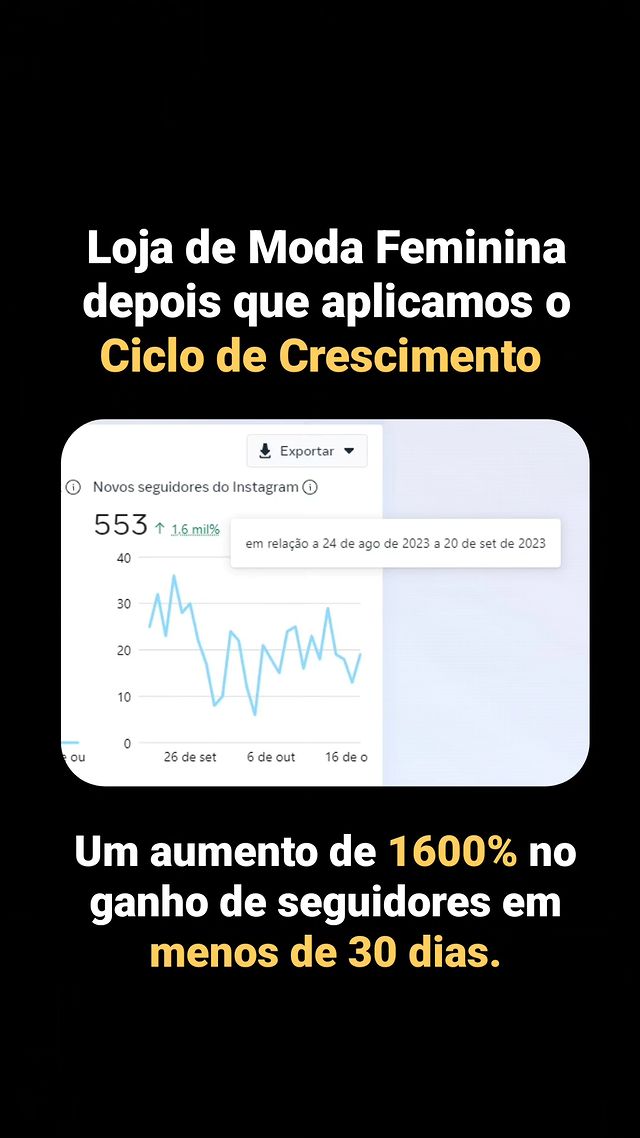 Loja de Moda Feminina
depois que aplicamos o
Ciclo de Crescimento
Exportar
Novos seguidores do Instagram
553 ↑ 1,6 mil%
em relação a 24 de ago de 2023 a 20 de set de 2023
40
30
20
10
0
ou
26 de set
6 de out
16 de o
Um aumento de 1600% no
ganho de seguidores em
menos de 30 dias.